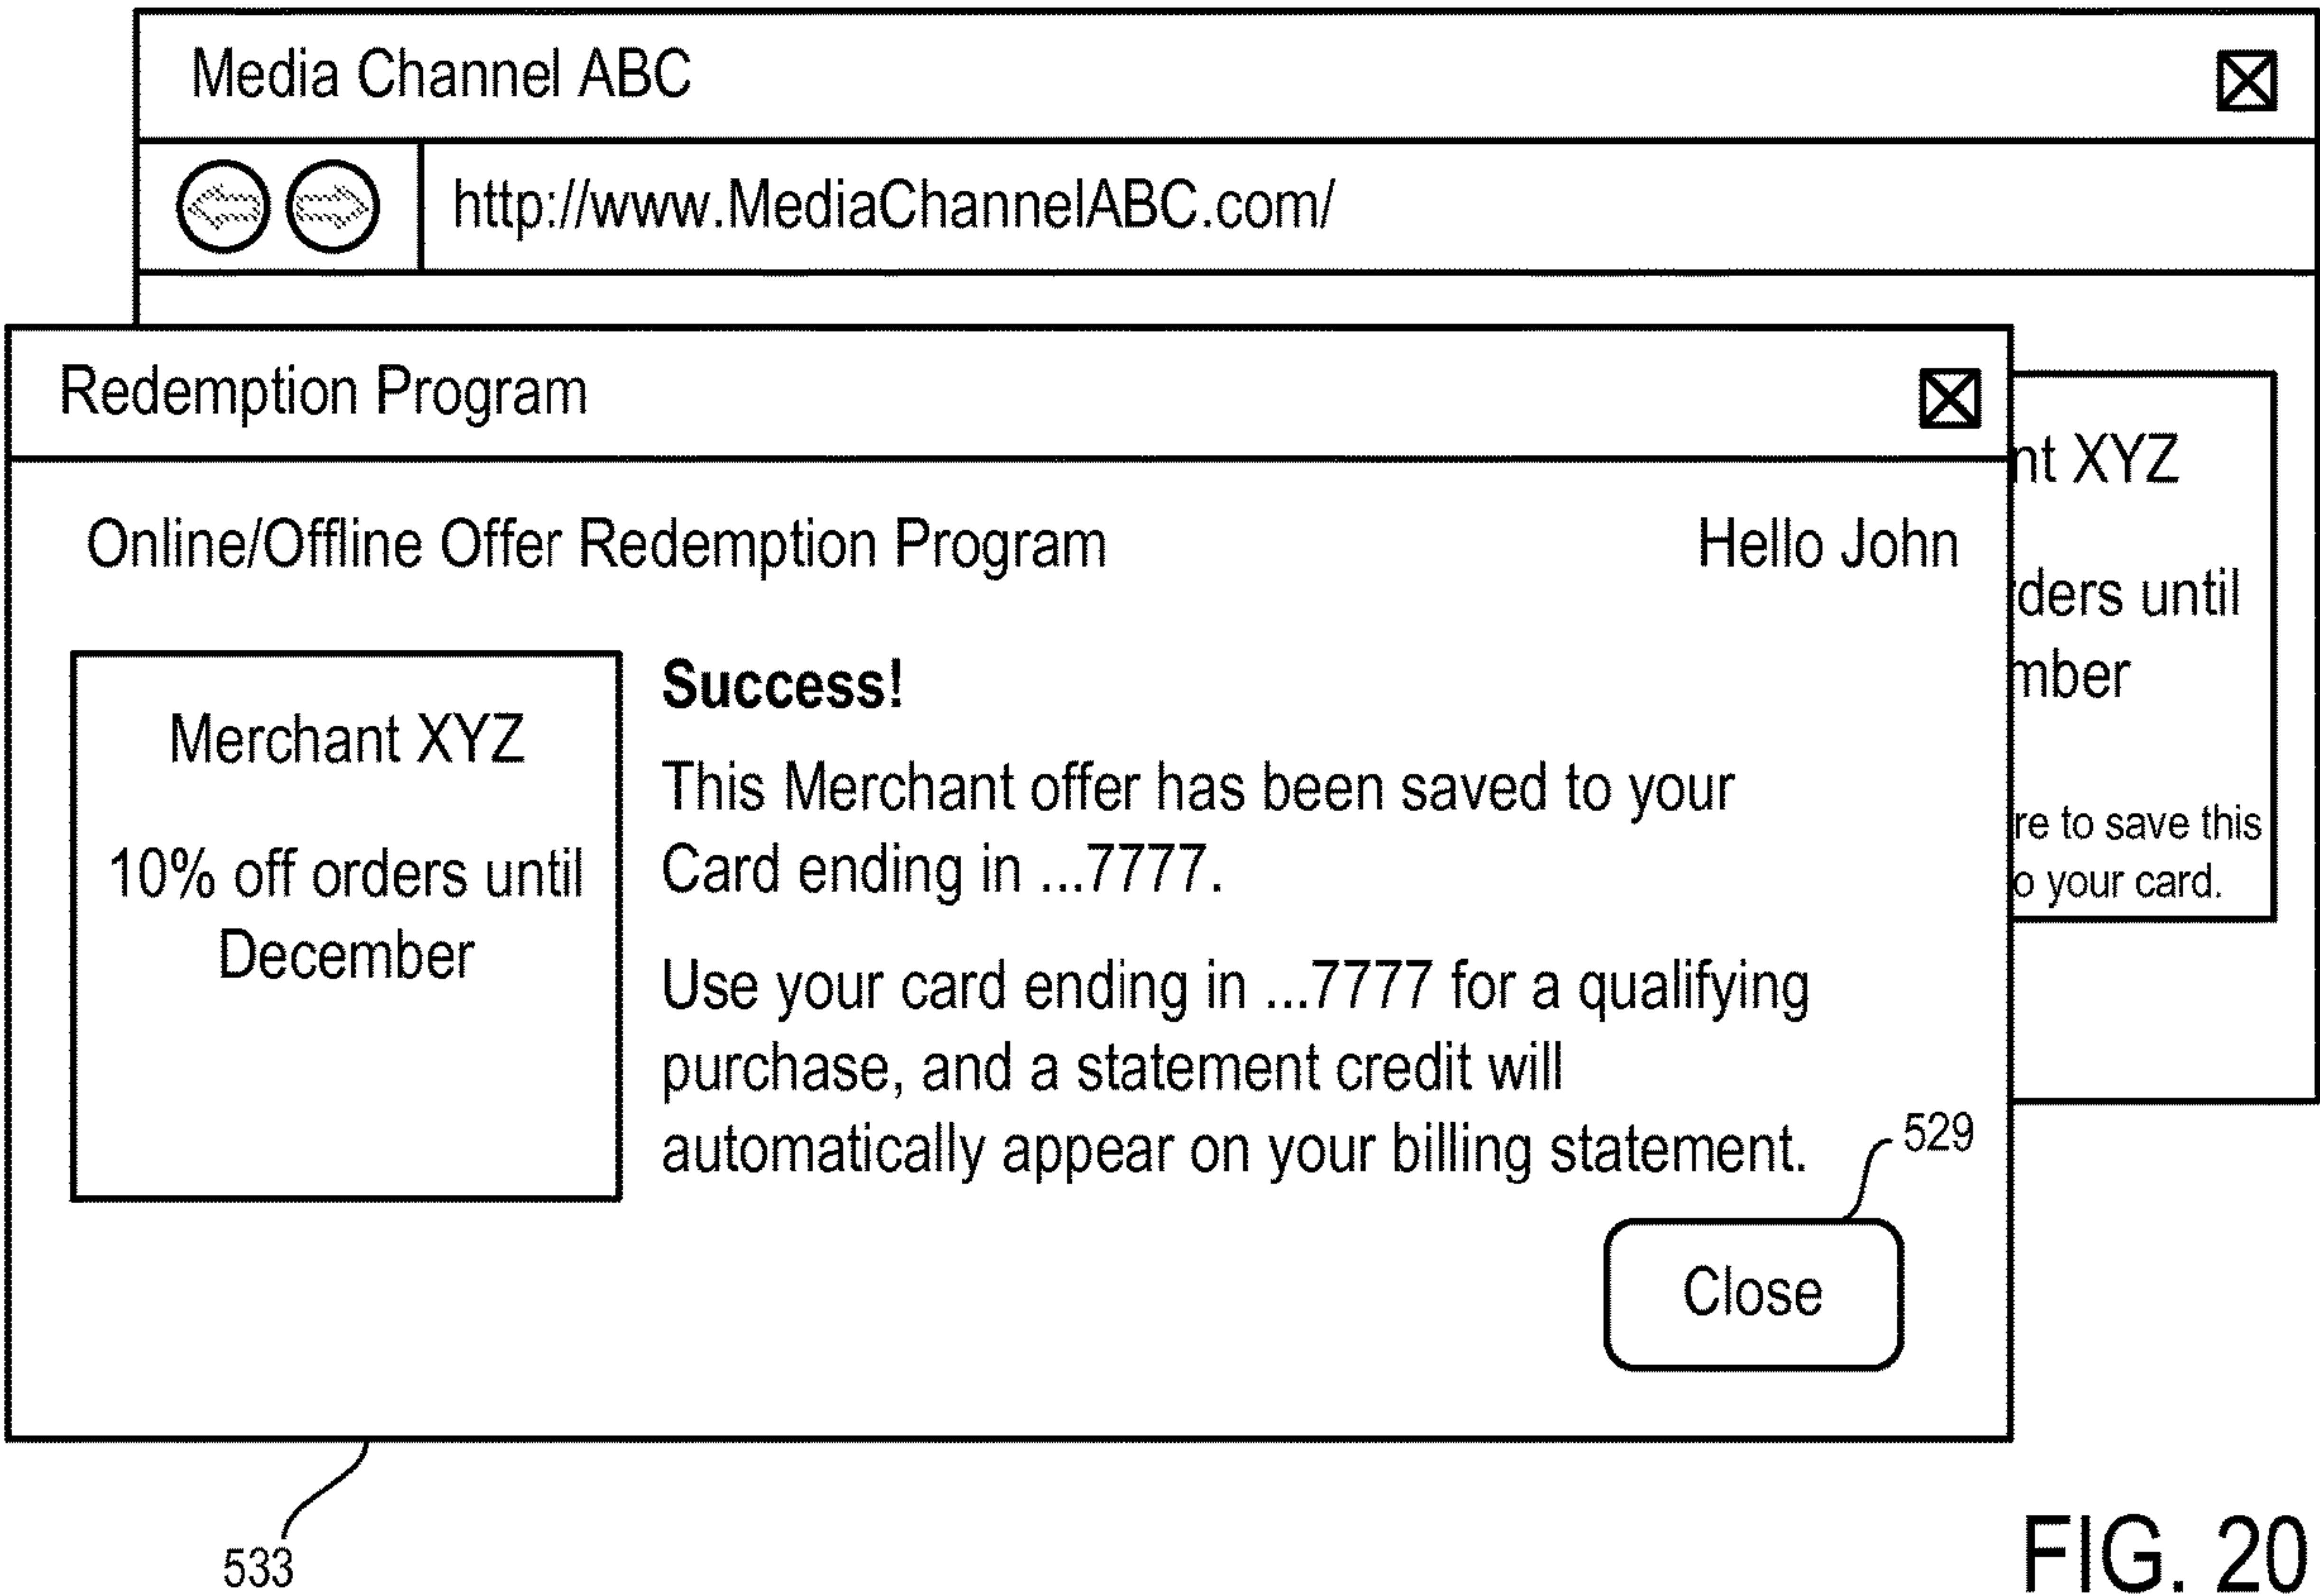 Media Channel ABC
http://www.MediaChannelABC.com/
Redemption Program
Online/Offline Offer Redemption Program
Hello John
Merchant XYZ
10% off orders until
December
Success!
This Merchant offer has been saved to your
Card ending in ...7777.
Use your card ending in ...7777 for a qualifying
purchase, and a statement credit will
automatically appear on your billing statement.
529
Close
nt XYZ
ders until
mber
re to save this
o your card.
533
FIG. 20